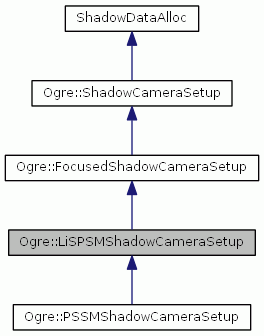 ShadowDataAlloc
Ogre::ShadowCameraSetup
Ogre::FocusedShadowCameraSetup
Ogre::LiSPSMShadowCameraSetup
Ogre::PSSMShadowCameraSetup